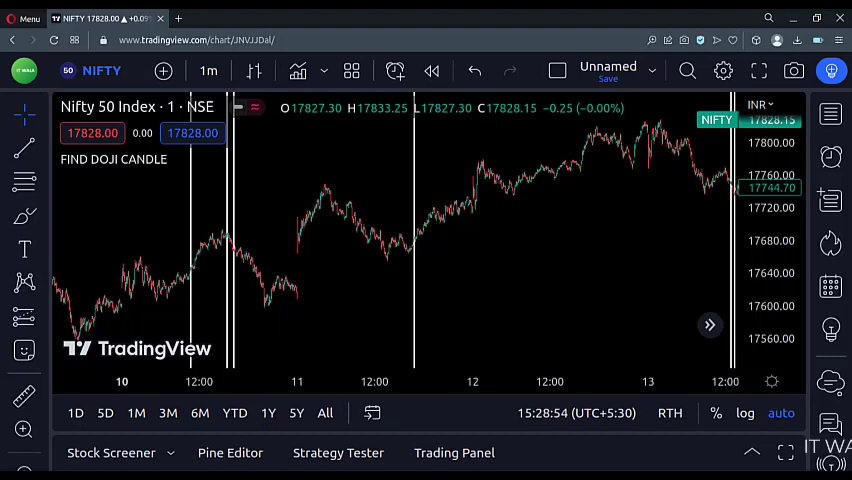 Menu
NIFTY 17828.00 ▲ +0.09%
www.tradingview.com/chart/JNVJJDal/
IT WALA
50 NIFTY
1m
Unnamed
Save
Nifty 50 Index · 1 · NSE
O17827.30 H17833.25 L17827.30 C17828.15 −0.25 (−0.00%)
INR
NIFTY 17828.15
17828.00 0.00 17828.00
FIND DOJI CANDLE
17800.00
17760.00
17744.70
17720.00
17680.00
17640.00
17600.00
17560.00
TradingView
10 12:00 11 12:00 12 12:00 13 12:00
1D 5D 1M 3M 6M YTD 1Y 5Y All
15:28:54 (UTC+5:30) RTH % log auto
Stock Screener Pine Editor Strategy Tester Trading Panel
IT WA